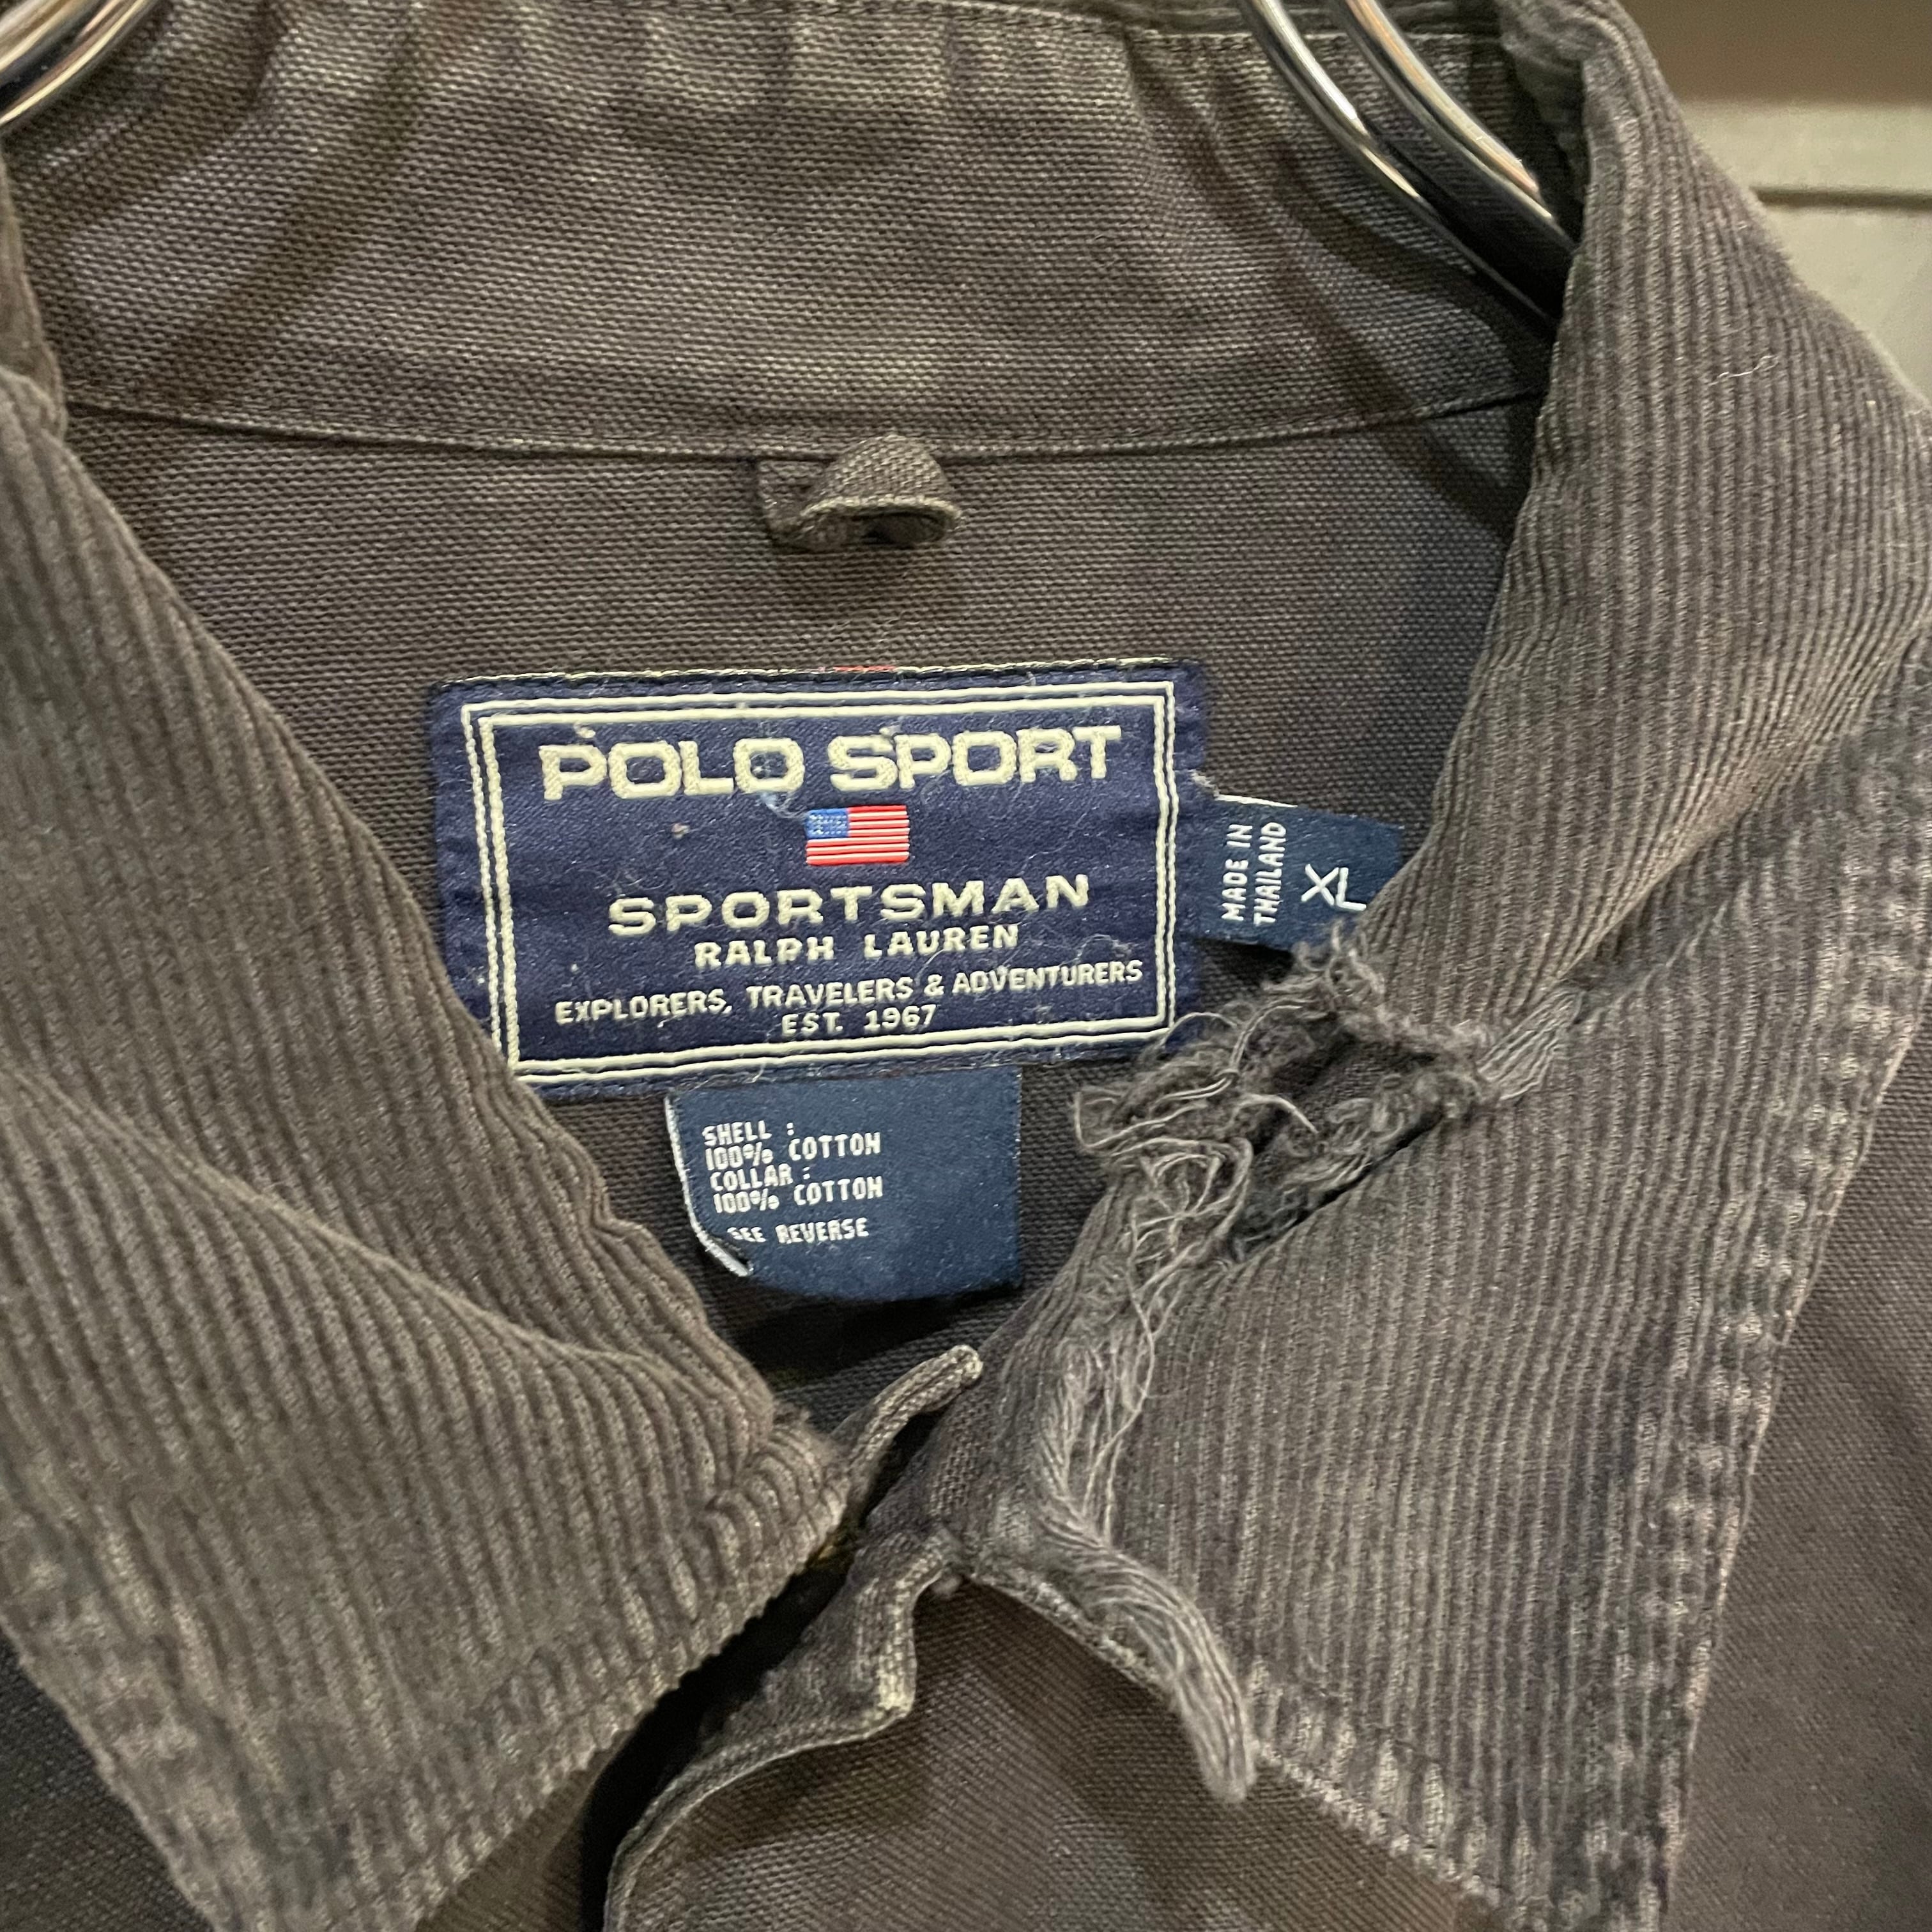 POLO SPORT
SPORTSMAN
RALPH LAUREN
EXPLORERS, TRAVELERS & ADVENTURERS
EST. 1967
MADE IN
THAILAND
XL
SHELL :
100% COTTON
COLLAR :
100% COTTON
SEE REVERSE